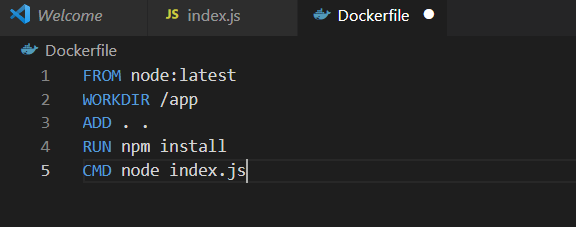 Welcome
JS index.js
Dockerfile
Dockerfile
1 FROM node:latest
2 WORKDIR /app
3 ADD . .
4 RUN npm install
5 CMD node index.js